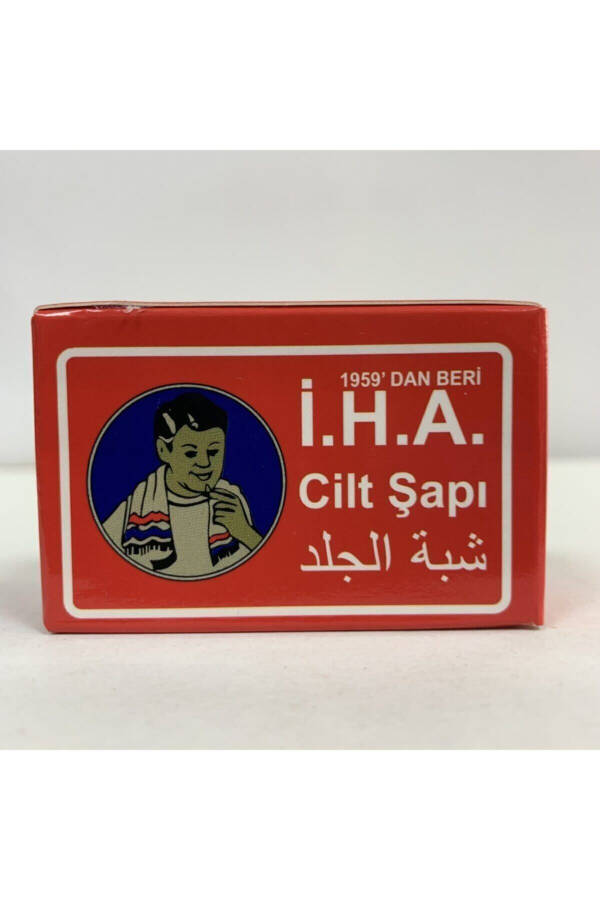 1959' DAN BERİ
İ.H.A.
Cilt Şapı
شبة الجلد